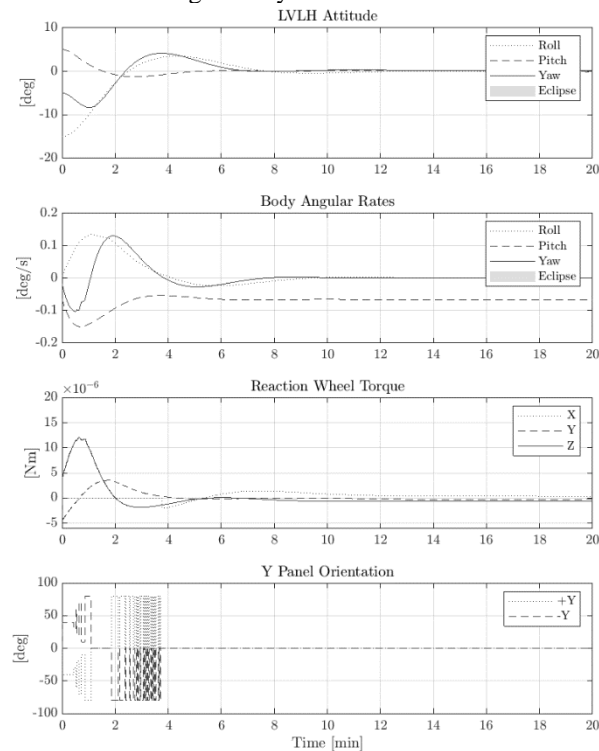 LVLH Attitude
10
0
-10
-20
[deg]
Roll
Pitch
Yaw
Eclipse
0 2 4 6 8 10 12 14 16 18 20
Body Angular Rates
0.2
0.1
0
-0.1
-0.2
[deg/s]
Roll
Pitch
Yaw
Eclipse
0 2 4 6 8 10 12 14 16 18 20
Reaction Wheel Torque
×10⁻⁶
20
15
10
5
0
-5
[Nm]
X
Y
Z
0 2 4 6 8 10 12 14 16 18 20
Y Panel Orientation
100
50
0
-50
-100
[deg]
+Y
-Y
0 2 4 6 8 10 12 14 16 18 20
Time [min]